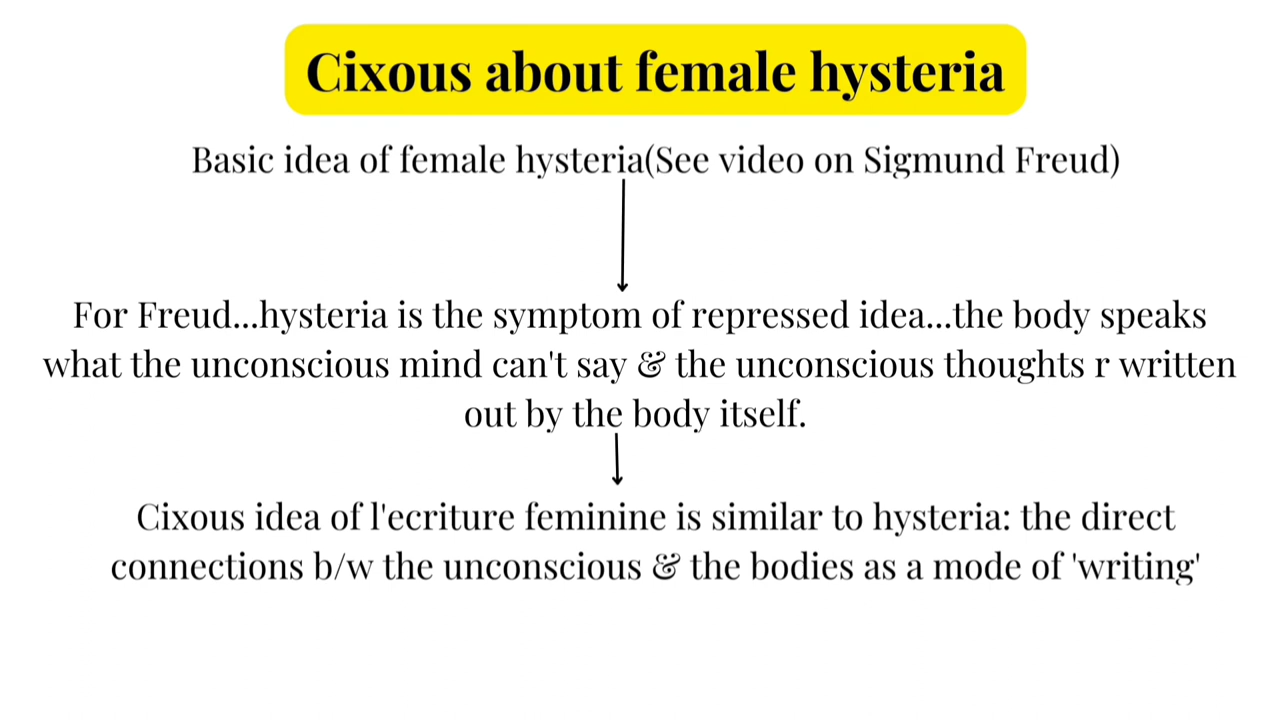 Cixous about female hysteria
Basic idea of female hysteria(See video on Sigmund Freud)
For Freud...hysteria is the symptom of repressed idea...the body speaks
what the unconscious mind can't say & the unconscious thoughts r written
out by the body itself.
Cixous idea of l'ecriture feminine is similar to hysteria: the direct
connections b/w the unconscious & the bodies as a mode of 'writing'